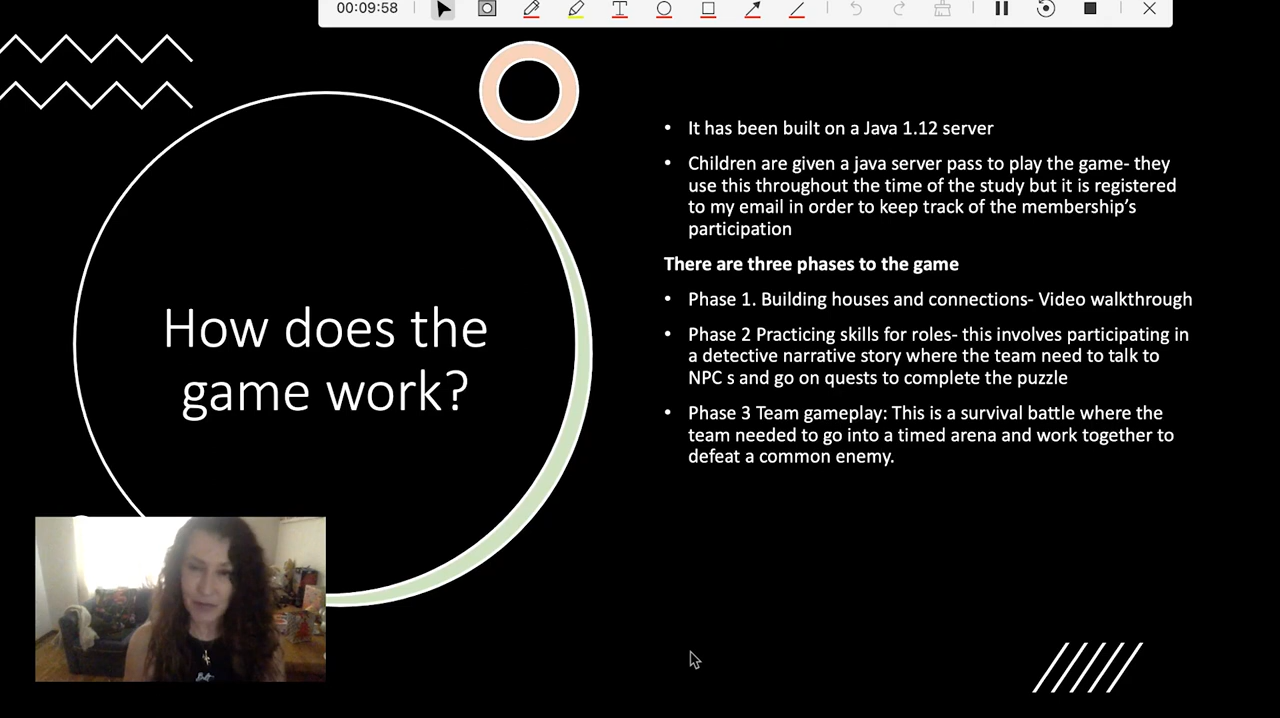 00:09:58
T
How does the
game work?
• It has been built on a Java 1.12 server
• Children are given a java server pass to play the game- they
use this throughout the time of the study but it is registered
to my email in order to keep track of the membership's
participation
There are three phases to the game
• Phase 1. Building houses and connections- Video walkthrough
• Phase 2 Practicing skills for roles- this involves participating in
a detective narrative story where the team need to talk to
NPC s and go on quests to complete the puzzle
• Phase 3 Team gameplay: This is a survival battle where the
team needed to go into a timed arena and work together to
defeat a common enemy.